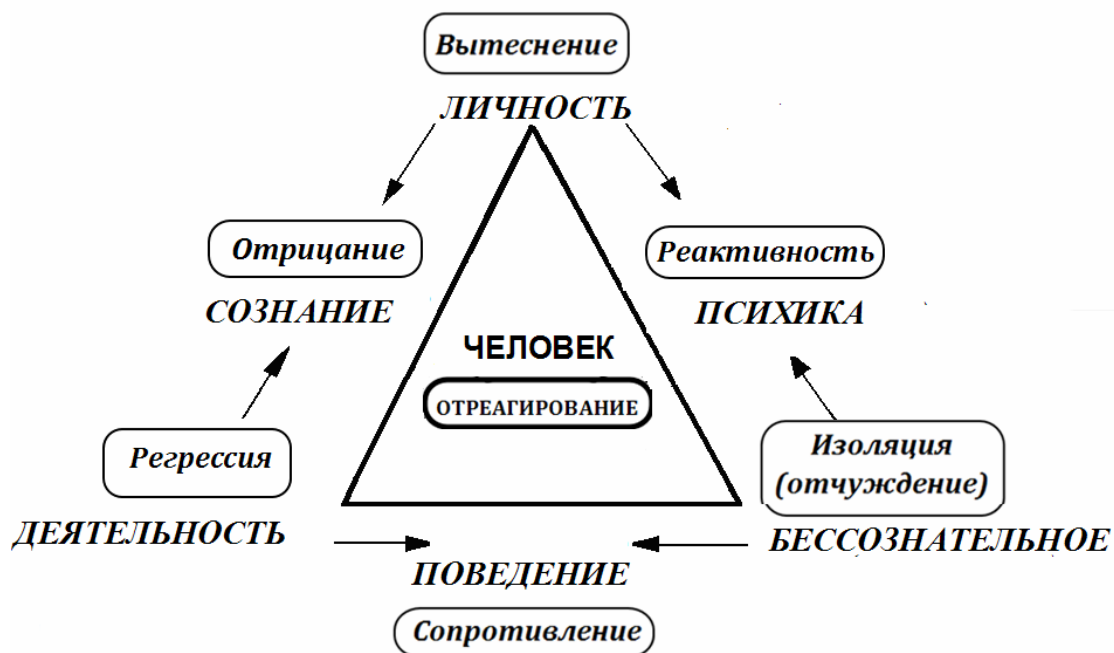 Вытеснение
ЛИЧНОСТЬ
Отрицание
Реактивность
СОЗНАНИЕ
ПСИХИКА
ЧЕЛОВЕК
ОТРЕАГИРОВАНИЕ
Регрессия
Изоляция
(отчуждение)
ДЕЯТЕЛЬНОСТЬ
БЕССОЗНАТЕЛЬНОЕ
ПОВЕДЕНИЕ
Сопротивление